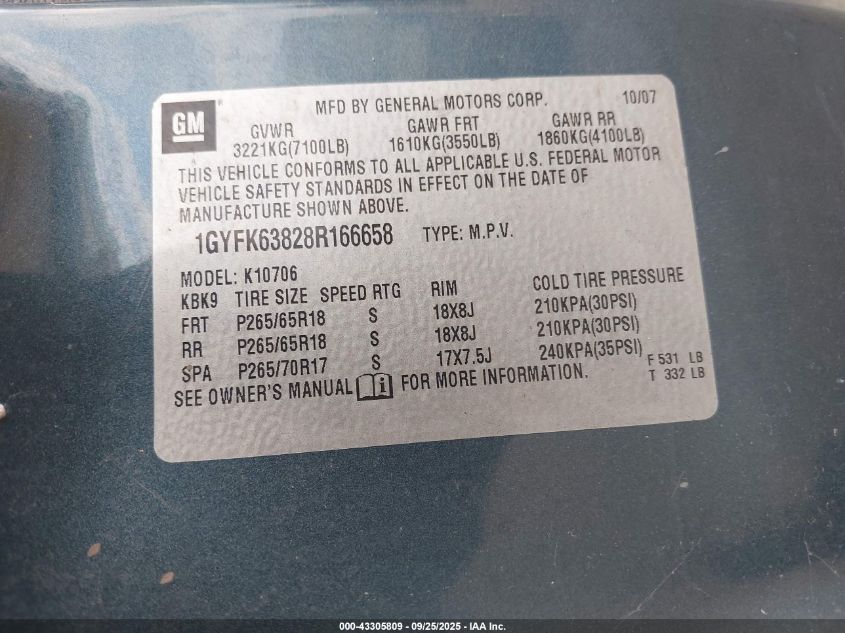 GM
MFD BY GENERAL MOTORS CORP. 10/07
GVWR GAWR FRT GAWR RR
3221KG(7100LB) 1610KG(3550LB) 1860KG(4100LB)
THIS VEHICLE CONFORMS TO ALL APPLICABLE U.S. FEDERAL MOTOR
VEHICLE SAFETY STANDARDS IN EFFECT ON THE DATE OF
MANUFACTURE SHOWN ABOVE.
1GYFK63828R166658 TYPE: M.P.V.
MODEL: K10706
KBK9 TIRE SIZE SPEED RTG RIM COLD TIRE PRESSURE
FRT P265/65R18 S 18X8J 210KPA(30PSI)
RR P265/65R18 S 18X8J 210KPA(30PSI)
SPA P265/70R17 S 17X7.5J 240KPA(35PSI) F 531 LB
SEE OWNER'S MANUAL FOR MORE INFORMATION. T 332 LB
000-43305809 - 09/25/2025 - IAA Inc.